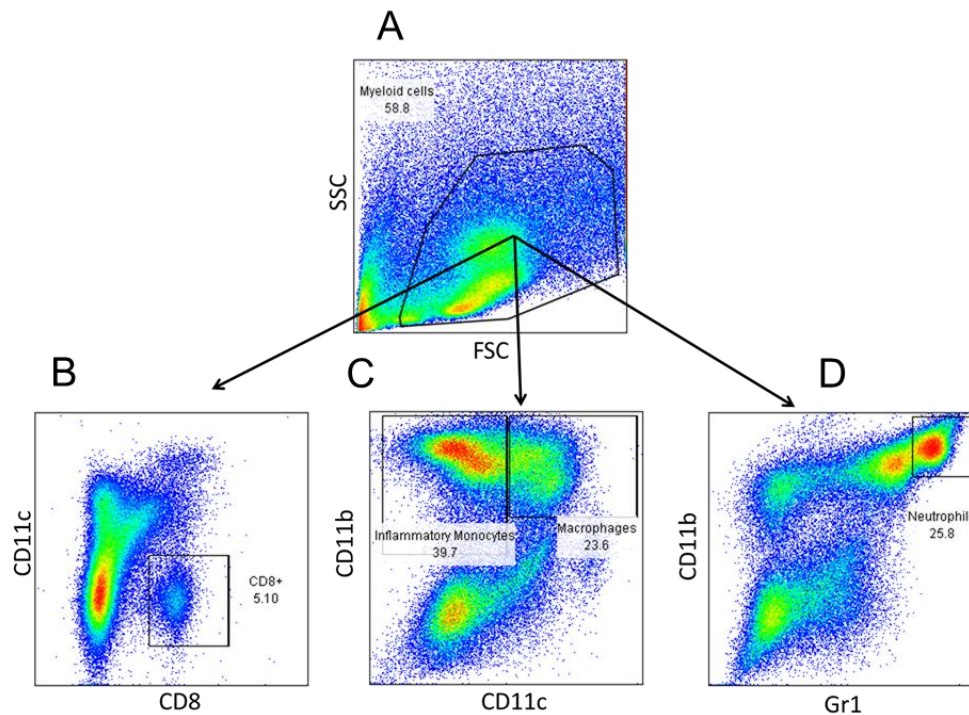 A
Myeloid cells
58.8
SSC
FSC
B
C
D
CD11c
CD8+
5.10
CD8
CD11b
Inflammatory Monocytes
39.7
Macrophages
23.6
CD11c
CD11b
Neutrophil
25.8
Gr1